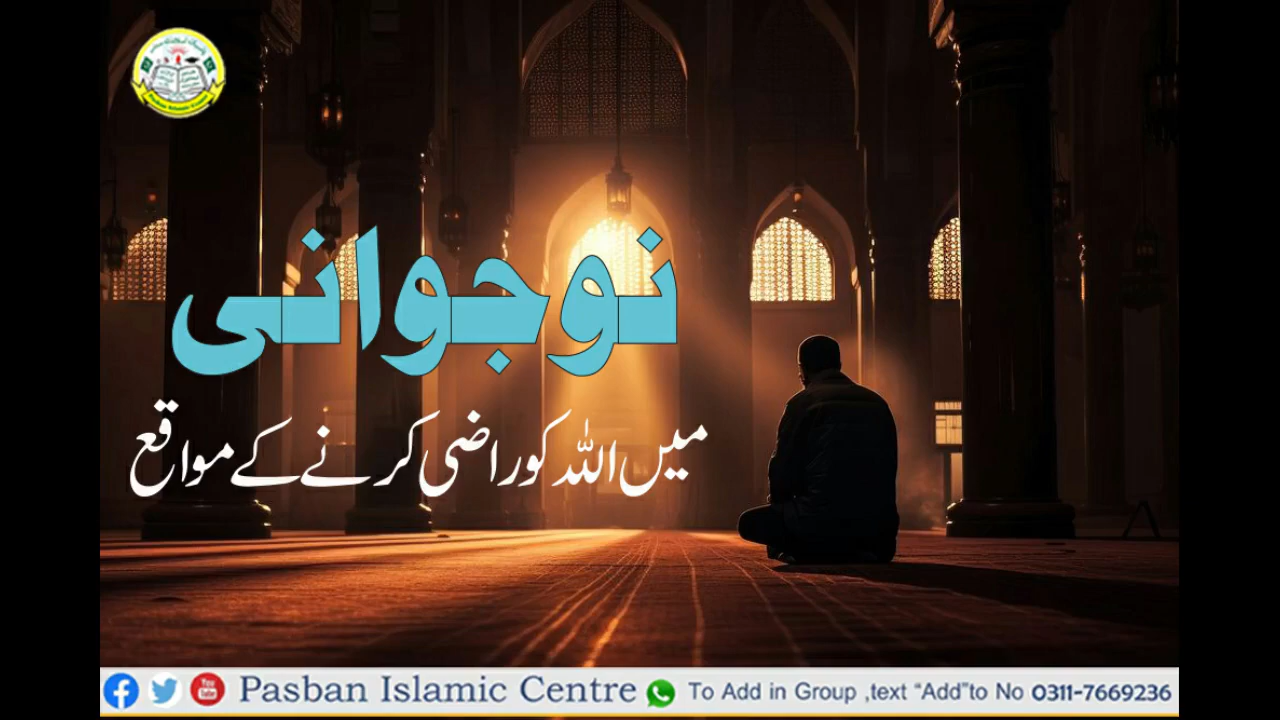 نوجوانی
میں اللہ کو راضی کرنے کے مواقع
Pasban Islamic Centre To Add in Group ,text “Add”to No 0311-7669236